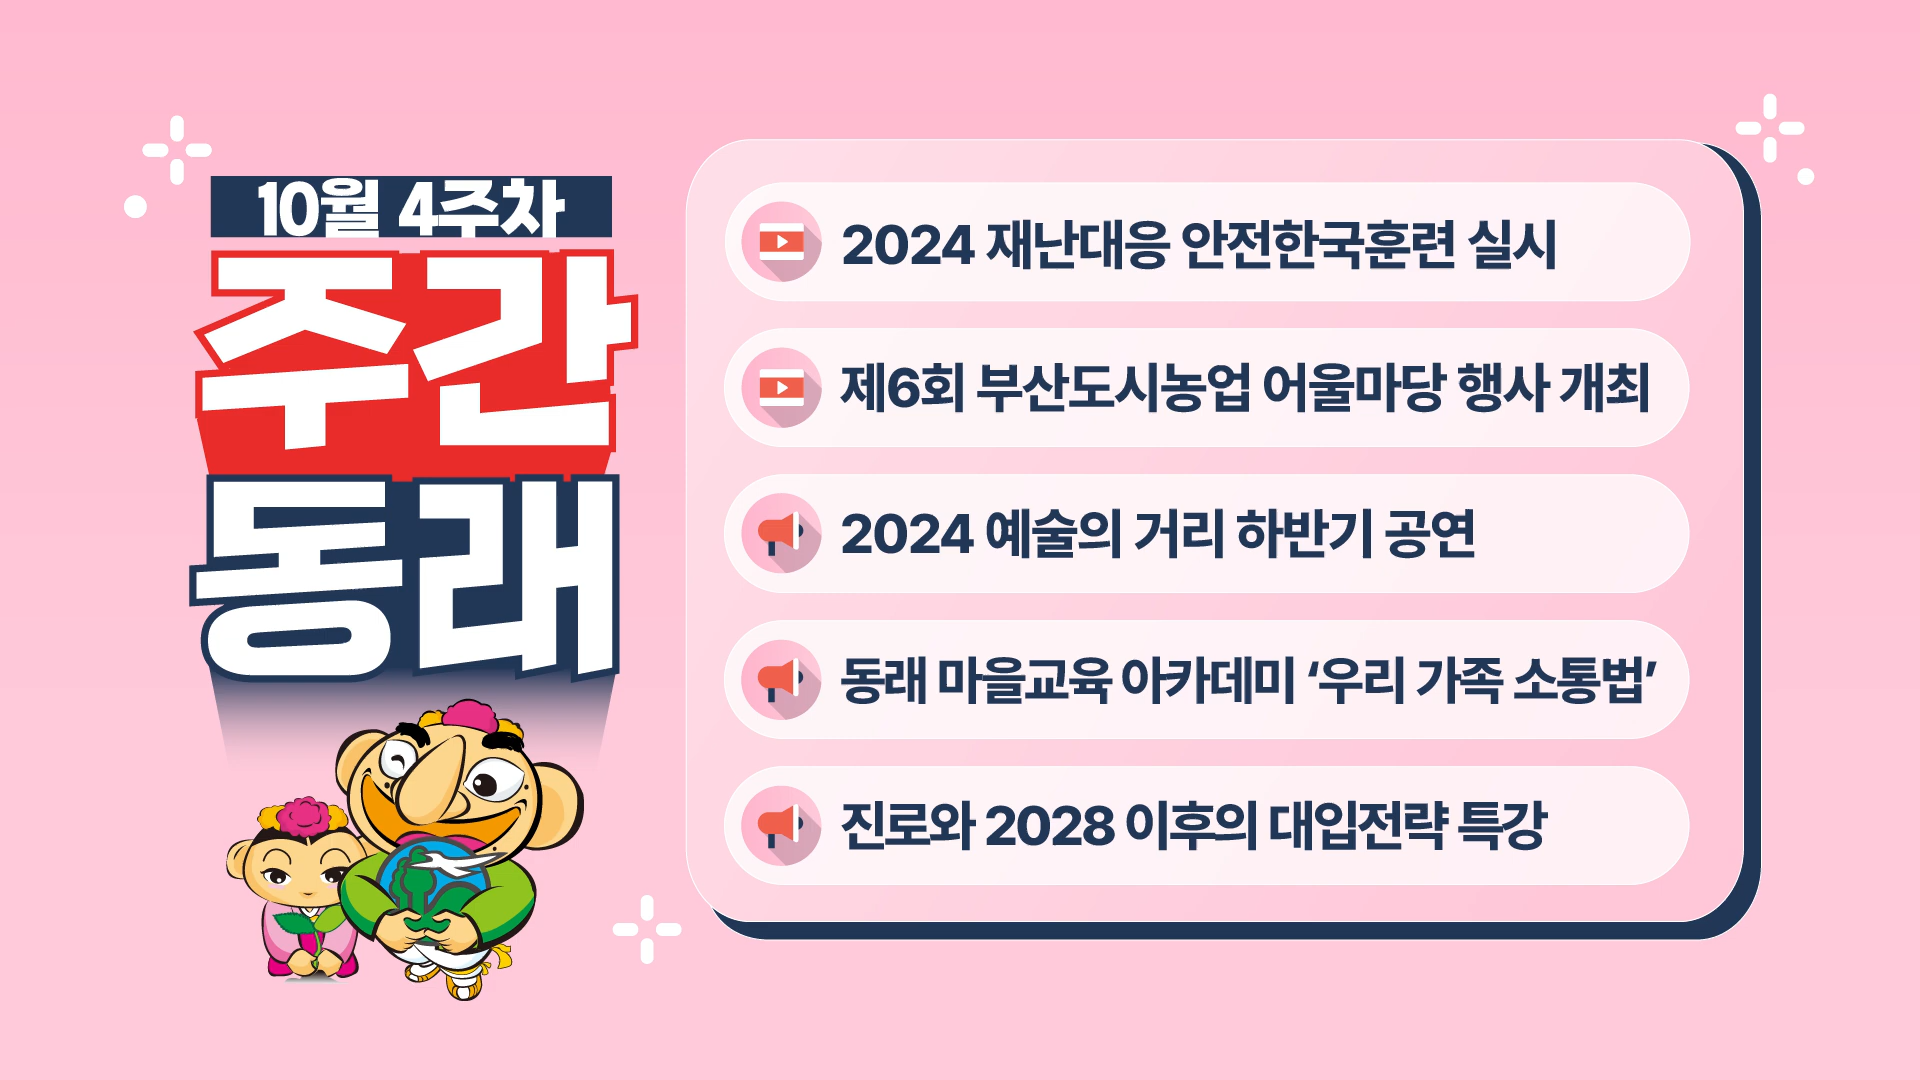 10월 4주차
주간
동래
2024 재난대응 안전한국훈련 실시
제6회 부산도시농업 어울마당 행사 개최
2024 예술의 거리 하반기 공연
동래 마을교육 아카데미 ‘우리 가족 소통법’
진로와 2028 이후의 대입전략 특강